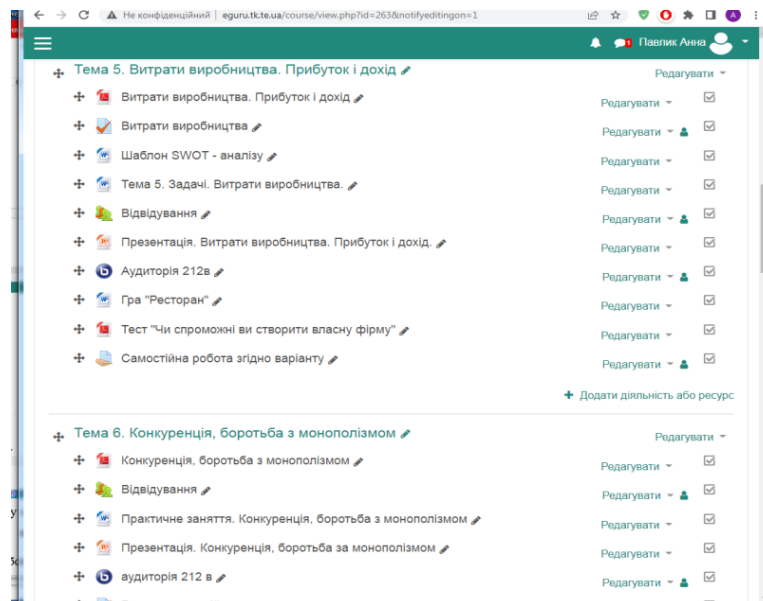 Не конфіденційний | eguru.tk.te.ua/course/view.php?id=263&notifyeditingon=1
1 Павлик Анна
Тема 5. Витрати виробництва. Прибуток і дохід Редагувати
Витрати виробництва. Прибуток і дохід Редагувати
Витрати виробництва Редагувати
Шаблон SWOT - аналізу Редагувати
Тема 5. Задачі. Витрати виробництва. Редагувати
Відвідування Редагувати
Презентація. Витрати виробництва. Прибуток і дохід. Редагувати
Аудиторія 212в Редагувати
Гра "Ресторан" Редагувати
Тест "Чи спроможні ви створити власну фірму" Редагувати
Самостійна робота згідно варіанту Редагувати
+ Додати діяльність або ресурс
Тема 6. Конкуренція, боротьба з монополізмом Редагувати
Конкуренція, боротьба з монополізмом Редагувати
Відвідування Редагувати
Практичне заняття. Конкуренція, боротьба з монополізмом Редагувати
Презентація. Конкуренція, боротьба за монополізмом Редагувати
аудиторія 212 в Редагувати